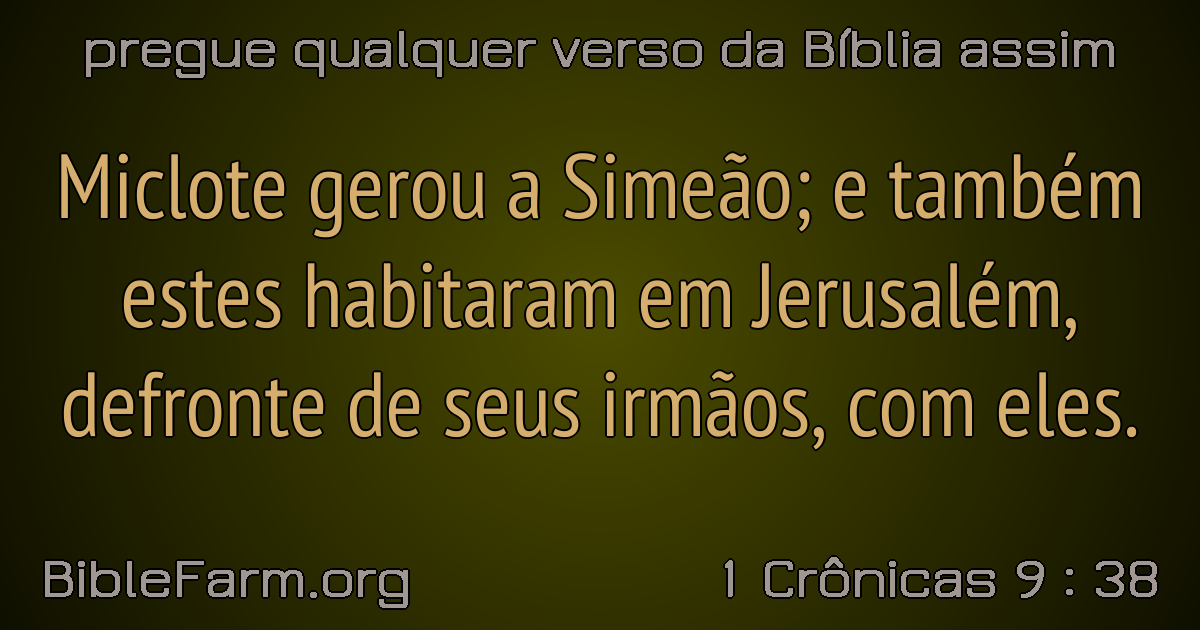 pregue qualquer verso da Bíblia assim
Miclote gerou a Simeão; e também
estes habitaram em Jerusalém,
defronte de seus irmãos, com eles.
BibleFarm.org
1 Crônicas 9 : 38